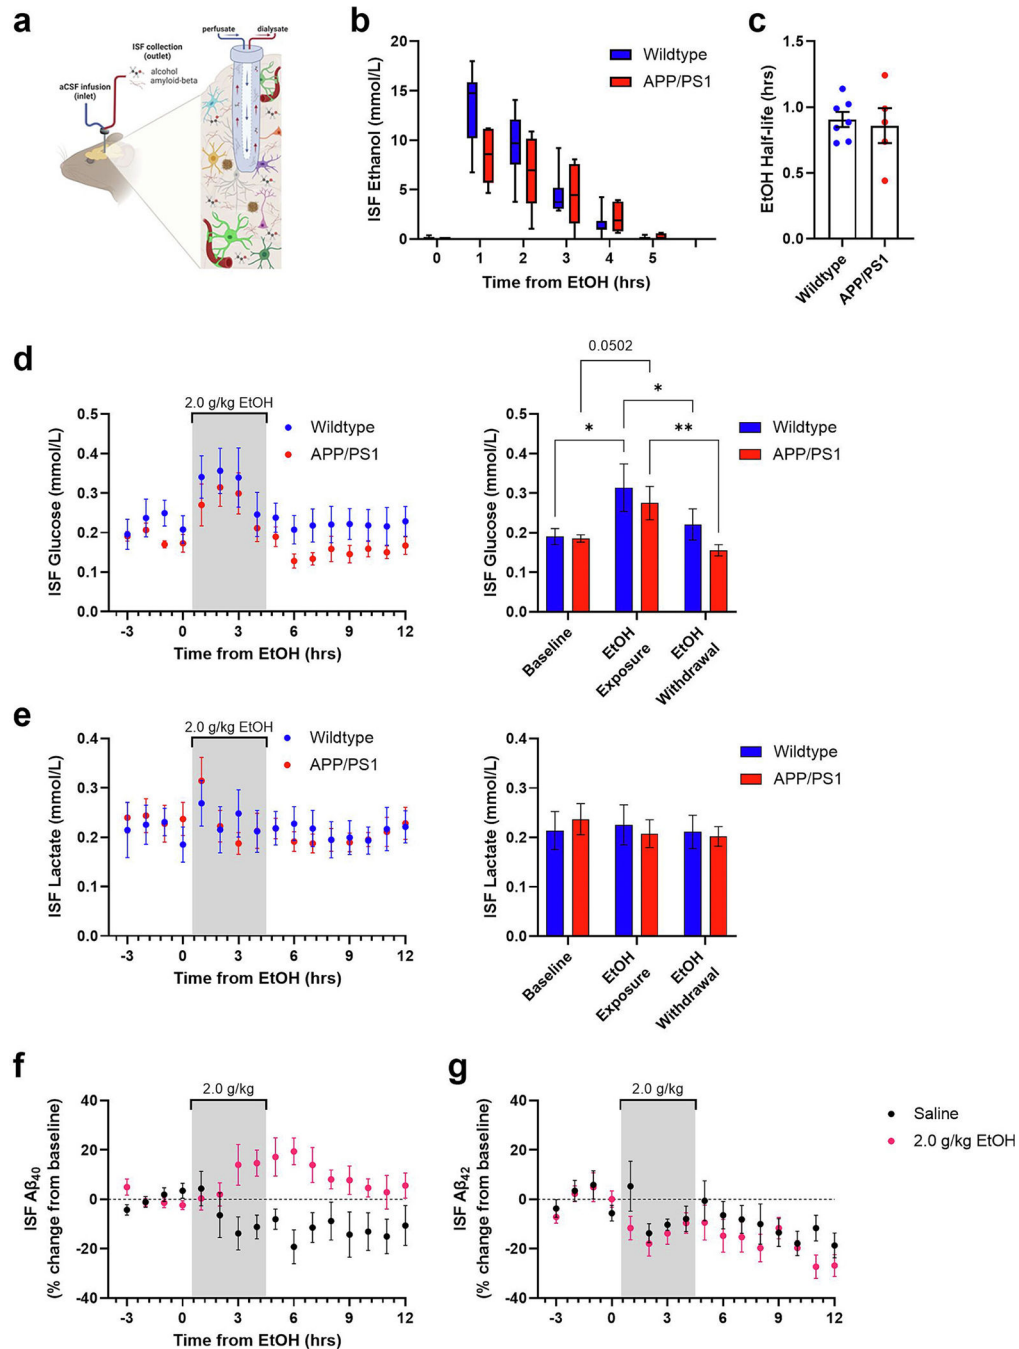 a
perfusate
dialysate
ISF collection
(outlet)
alcohol
amyloid-beta
aCSF infusion
(inlet)
b
ISF Ethanol (mmol/L)
20
15
10
5
0
Wildtype
APP/PS1
0 1 2 3 4 5
Time from EtOH (hrs)
c
EtOH Half-life (hrs)
1.5
1.0
0.5
0.0
Wildtype
APP/PS1
d
2.0 g/kg EtOH
ISF Glucose (mmol/L)
0.5
0.4
0.3
0.2
0.1
0.0
Wildtype
APP/PS1
-3 0 3 6 9 12
Time from EtOH (hrs)
0.0502
*
* **
ISF Glucose (mmol/L)
0.5
0.4
0.3
0.2
0.1
0.0
Wildtype
APP/PS1
Baseline
EtOH
Exposure
EtOH
Withdrawal
e
2.0 g/kg EtOH
ISF Lactate (mmol/L)
0.4
0.3
0.2
0.1
0.0
Wildtype
APP/PS1
-3 0 3 6 9 12
Time from EtOH (hrs)
ISF Lactate (mmol/L)
0.4
0.3
0.2
0.1
0.0
Wildtype
APP/PS1
Baseline
EtOH
Exposure
EtOH
Withdrawal
f
2.0 g/kg
ISF Aβ40
(% change from baseline)
40
20
0
-20
-40
-3 0 3 6 9 12
Time from EtOH (hrs)
g
2.0 g/kg
ISF Aβ42
(% change from baseline)
40
20
0
-20
-40
-3 0 3 6 9 12
Time from EtOH (hrs)
Saline
2.0 g/kg EtOH